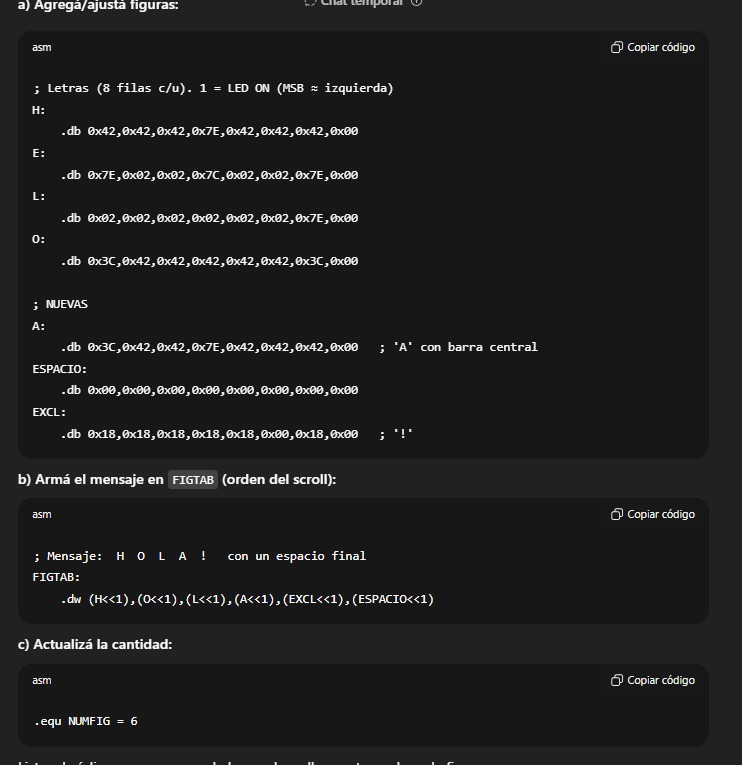 a) Agregá/ajustá figuras:
Chat temporal
asm
Copiar código
; Letras (8 filas c/u). 1 = LED ON (MSB ≈ izquierda)
H:
.db 0x42,0x42,0x42,0x7E,0x42,0x42,0x42,0x00
E:
.db 0x7E,0x02,0x02,0x7C,0x02,0x02,0x7E,0x00
L:
.db 0x02,0x02,0x02,0x02,0x02,0x02,0x7E,0x00
O:
.db 0x3C,0x42,0x42,0x42,0x42,0x42,0x3C,0x00
; NUEVAS
A:
.db 0x3C,0x42,0x42,0x7E,0x42,0x42,0x42,0x00 ; 'A' con barra central
ESPACIO:
.db 0x00,0x00,0x00,0x00,0x00,0x00,0x00,0x00
EXCL:
.db 0x18,0x18,0x18,0x18,0x18,0x00,0x18,0x00 ; '!'
b) Armá el mensaje en FIGTAB (orden del scroll):
asm
Copiar código
; Mensaje: H O L A ! con un espacio final
FIGTAB:
.dw (H<<1),(O<<1),(L<<1),(A<<1),(EXCL<<1),(ESPACIO<<1)
c) Actualizá la cantidad:
asm
Copiar código
.equ NUMFIG = 6